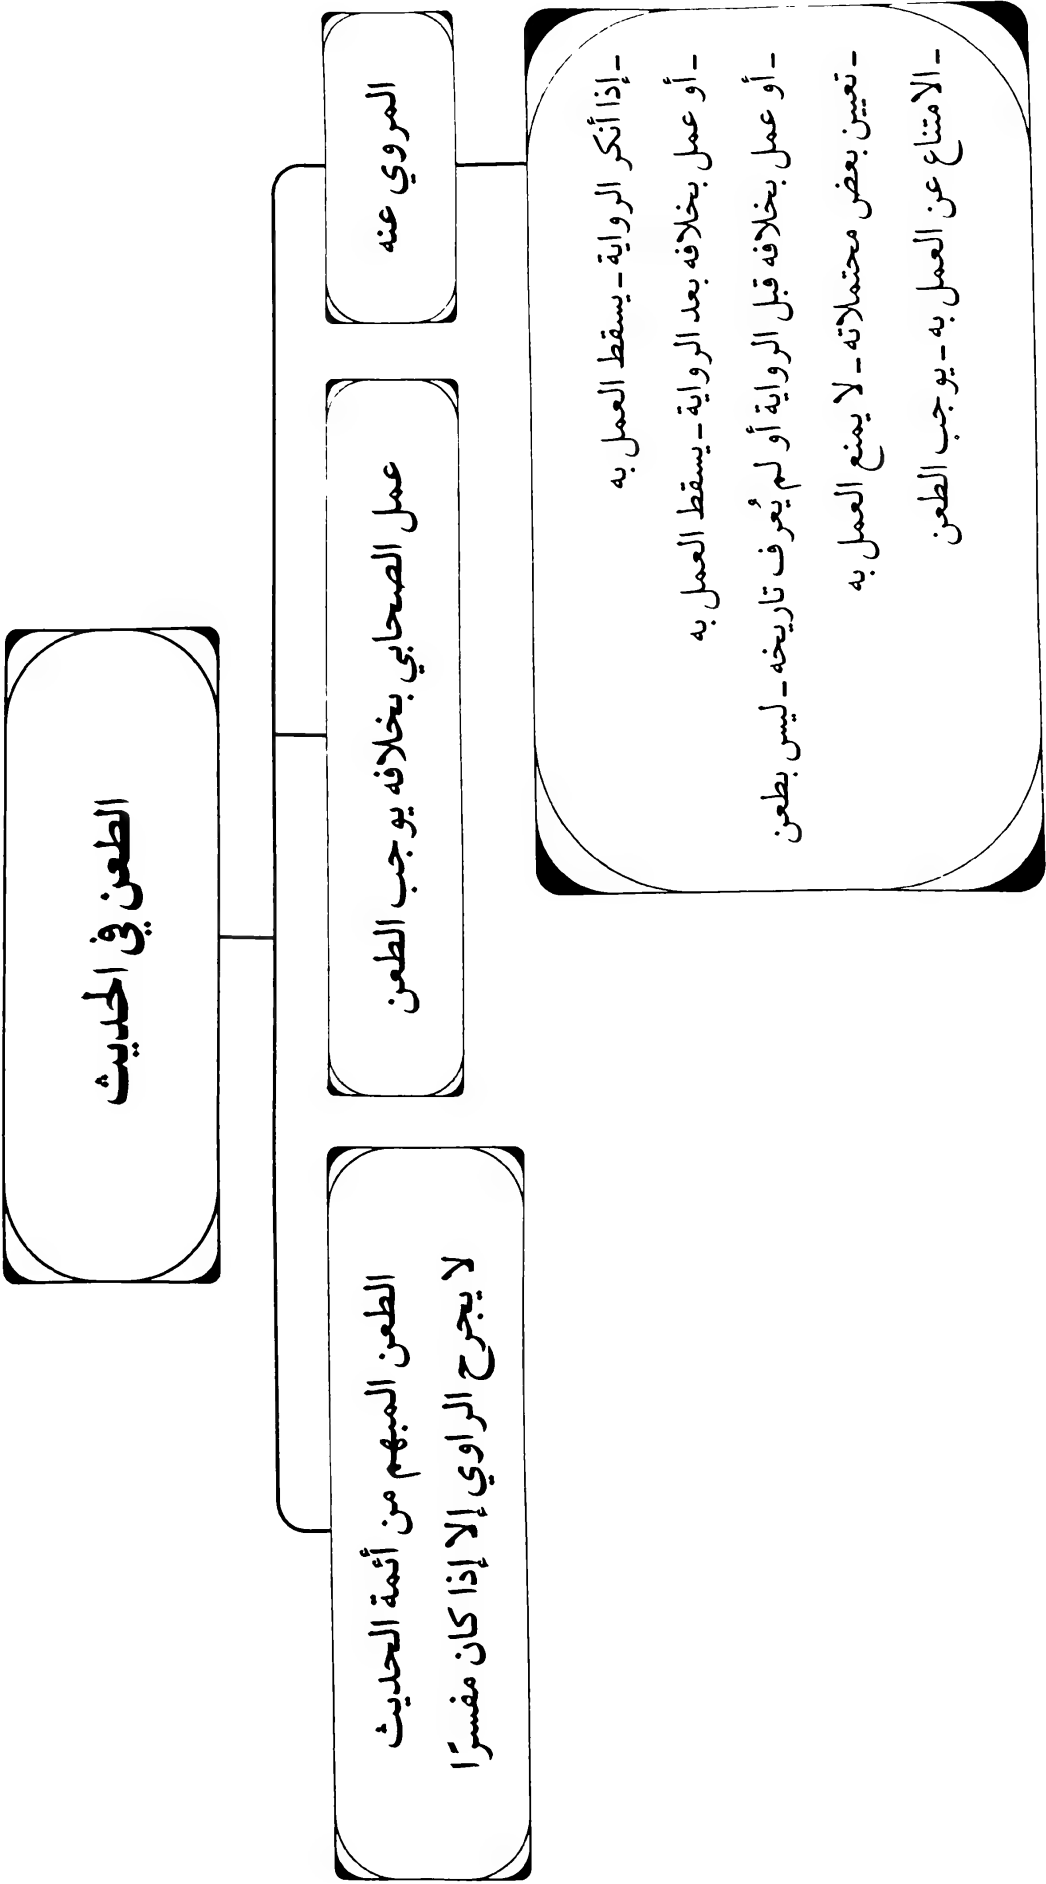 الطعن في الحديث
المروي عنه
ـ إذا أنكر الرواية ـ يسقط العمل به
ـ أو عمل بخلافه بعد الرواية ـ يسقط العمل به
ـ أو عمل بخلافه قبل الرواية أو لم يُعرف تاريخه ـ ليس بطعن
ـ تعيين بعض محتملاته ـ لا يمنع العمل به
ـ الامتناع عن العمل به ـ يوجب الطعن
عمل الصحابي بخلافه يوجب الطعن
الطعن المبهم من أئمة الحديث
لا يجرح الراوي إلا إذا كان مفسرًا